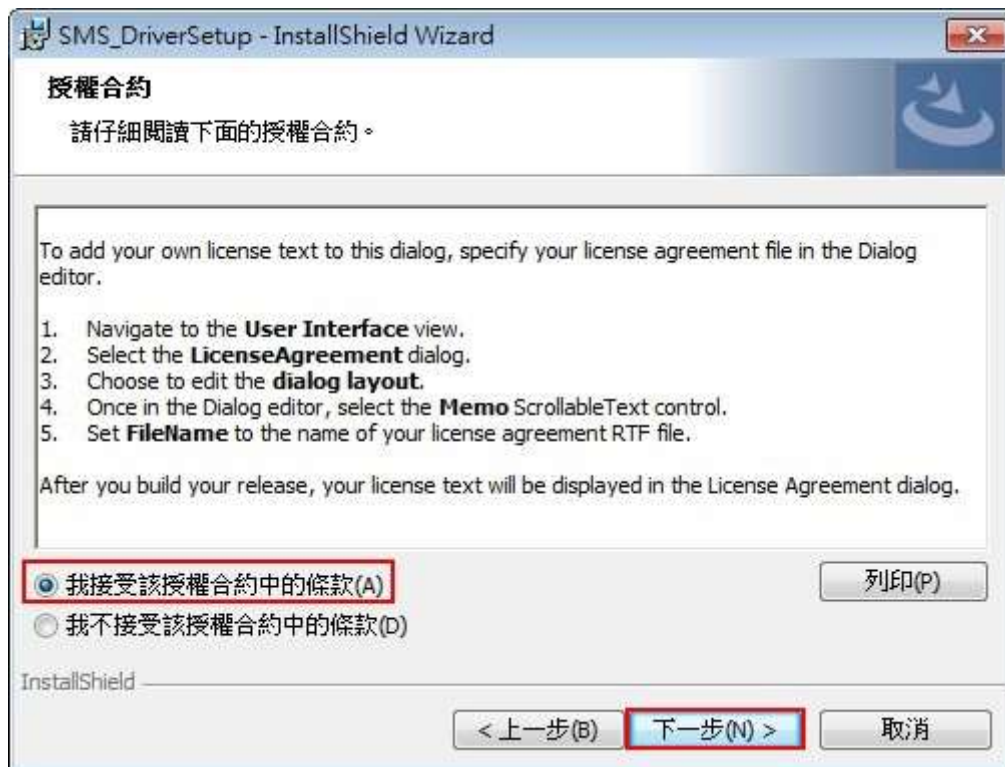 SMS_DriverSetup - InstallShield Wizard
授權合約
請仔細閱讀下面的授權合約。
To add your own license text to this dialog, specify your license agreement file in the Dialog
editor.
1. Navigate to the User Interface view.
2. Select the LicenseAgreement dialog.
3. Choose to edit the dialog layout.
4. Once in the Dialog editor, select the Memo ScrollableText control.
5. Set FileName to the name of your license agreement RTF file.
After you build your release, your license text will be displayed in the License Agreement dialog.
我接受該授權合約中的條款(A)
列印(P)
我不接受該授權合約中的條款(D)
InstallShield
< 上一步(B) 下一步(N) > 取消